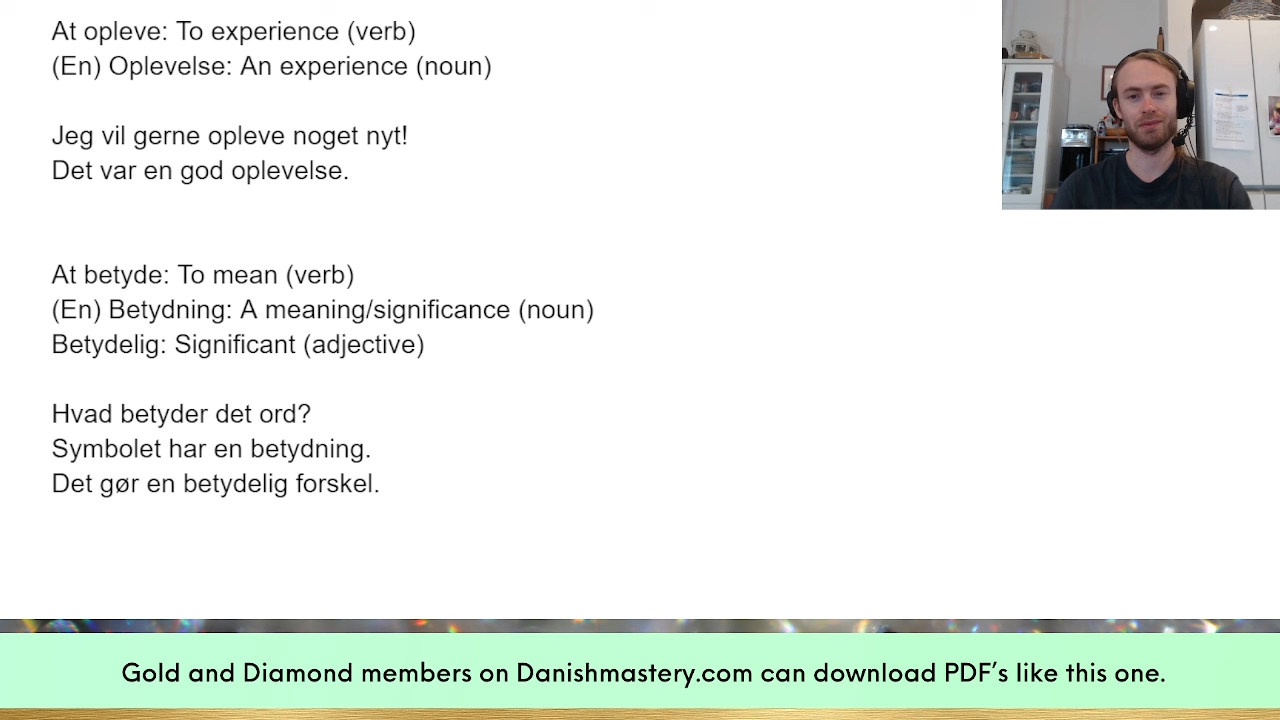 At opleve: To experience (verb)
(En) Oplevelse: An experience (noun)
Jeg vil gerne opleve noget nyt!
Det var en god oplevelse.
At betyde: To mean (verb)
(En) Betydning: A meaning/significance (noun)
Betydelig: Significant (adjective)
Hvad betyder det ord?
Symbolet har en betydning.
Det gør en betydelig forskel.
Gold and Diamond members on Danishmastery.com can download PDF's like this one.